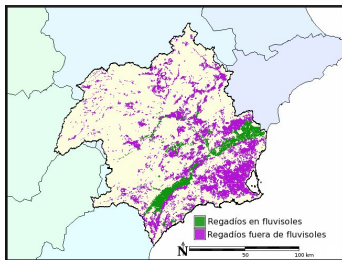 Regadíos en fluvisoles
Regadíos fuera de fluvisoles
N
50
100 km